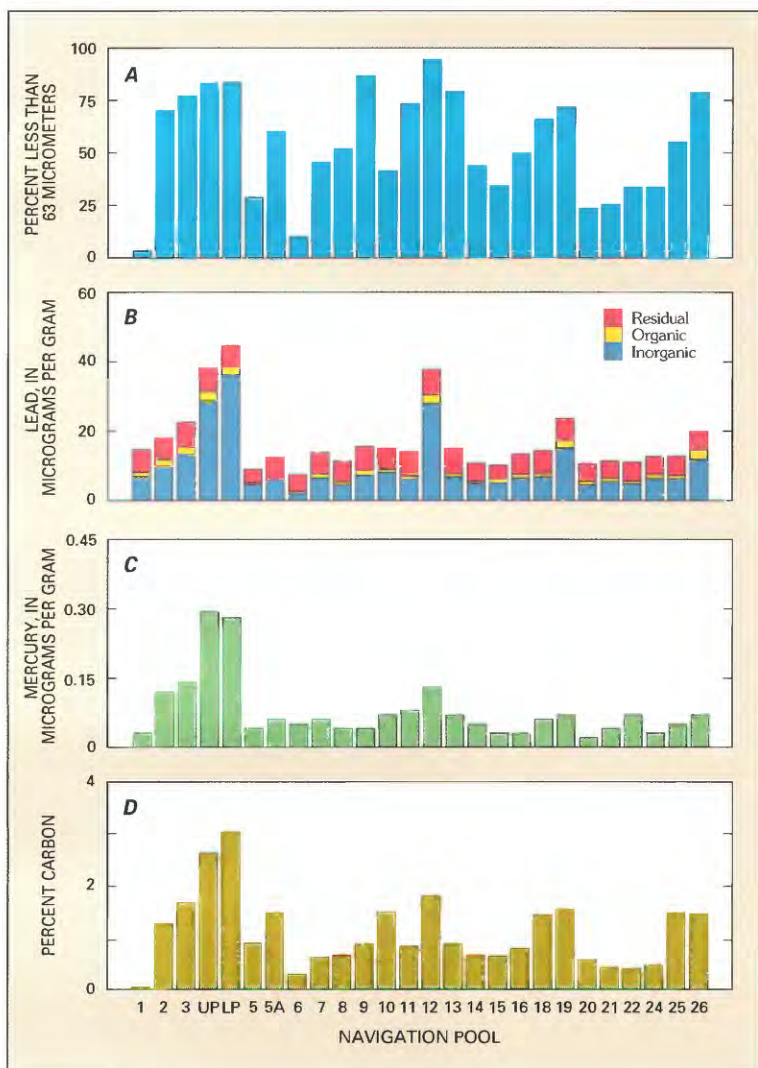 A
PERCENT LESS THAN
63 MICROMETERS
100
75
50
25
0
B
LEAD, IN
MICROGRAMS PER GRAM
60
40
20
0
Residual
Organic
Inorganic
C
MERCURY, IN
MICROGRAMS PER GRAM
0.45
0.30
0.15
0
D
PERCENT CARBON
4
2
0
1 2 3 UP LP 5 5A 6 7 8 9 10 11 12 13 14 15 16 18 19 20 21 22 24 25 26
NAVIGATION POOL